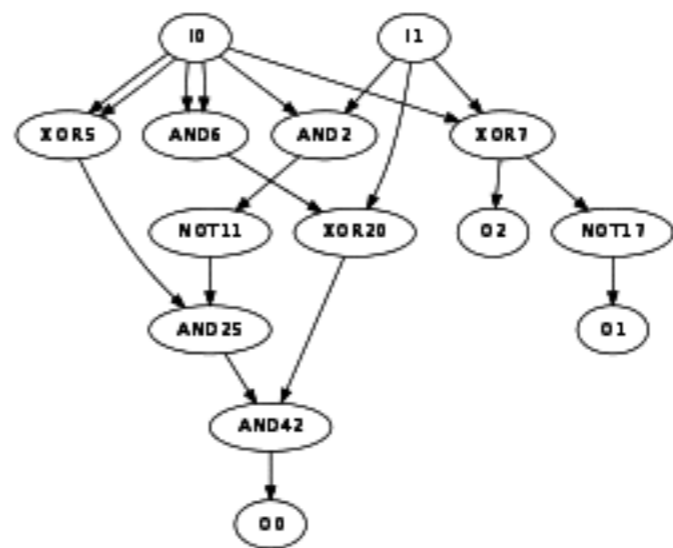 I0 I1
XOR5 AND6 AND2 XOR7
NOT11 XOR20 O2 NOT17
AND25 O1
AND42
O0